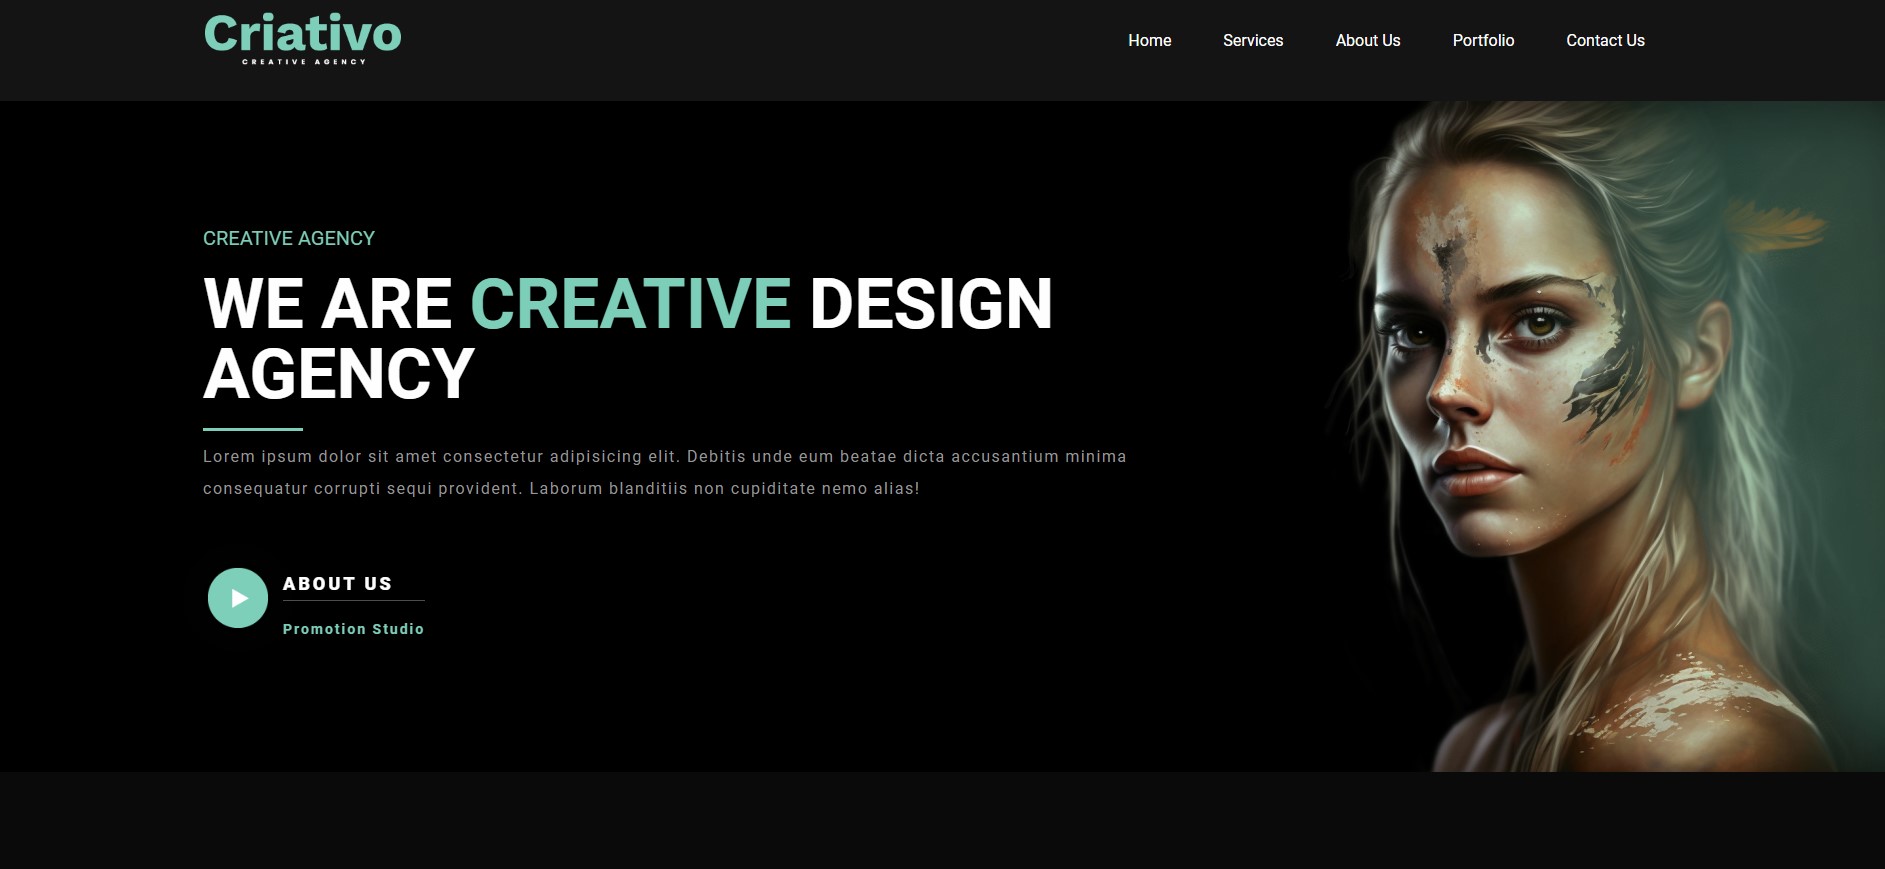 Criativo
CREATIVE AGENCY
Home Services About Us Portfolio Contact Us
CREATIVE AGENCY
WE ARE CREATIVE DESIGN
AGENCY
Lorem ipsum dolor sit amet consectetur adipisicing elit. Debitis unde eum beatae dicta accusantium minima
consequatur corrupti sequi provident. Laborum blanditiis non cupiditate nemo alias!
ABOUT US
Promotion Studio